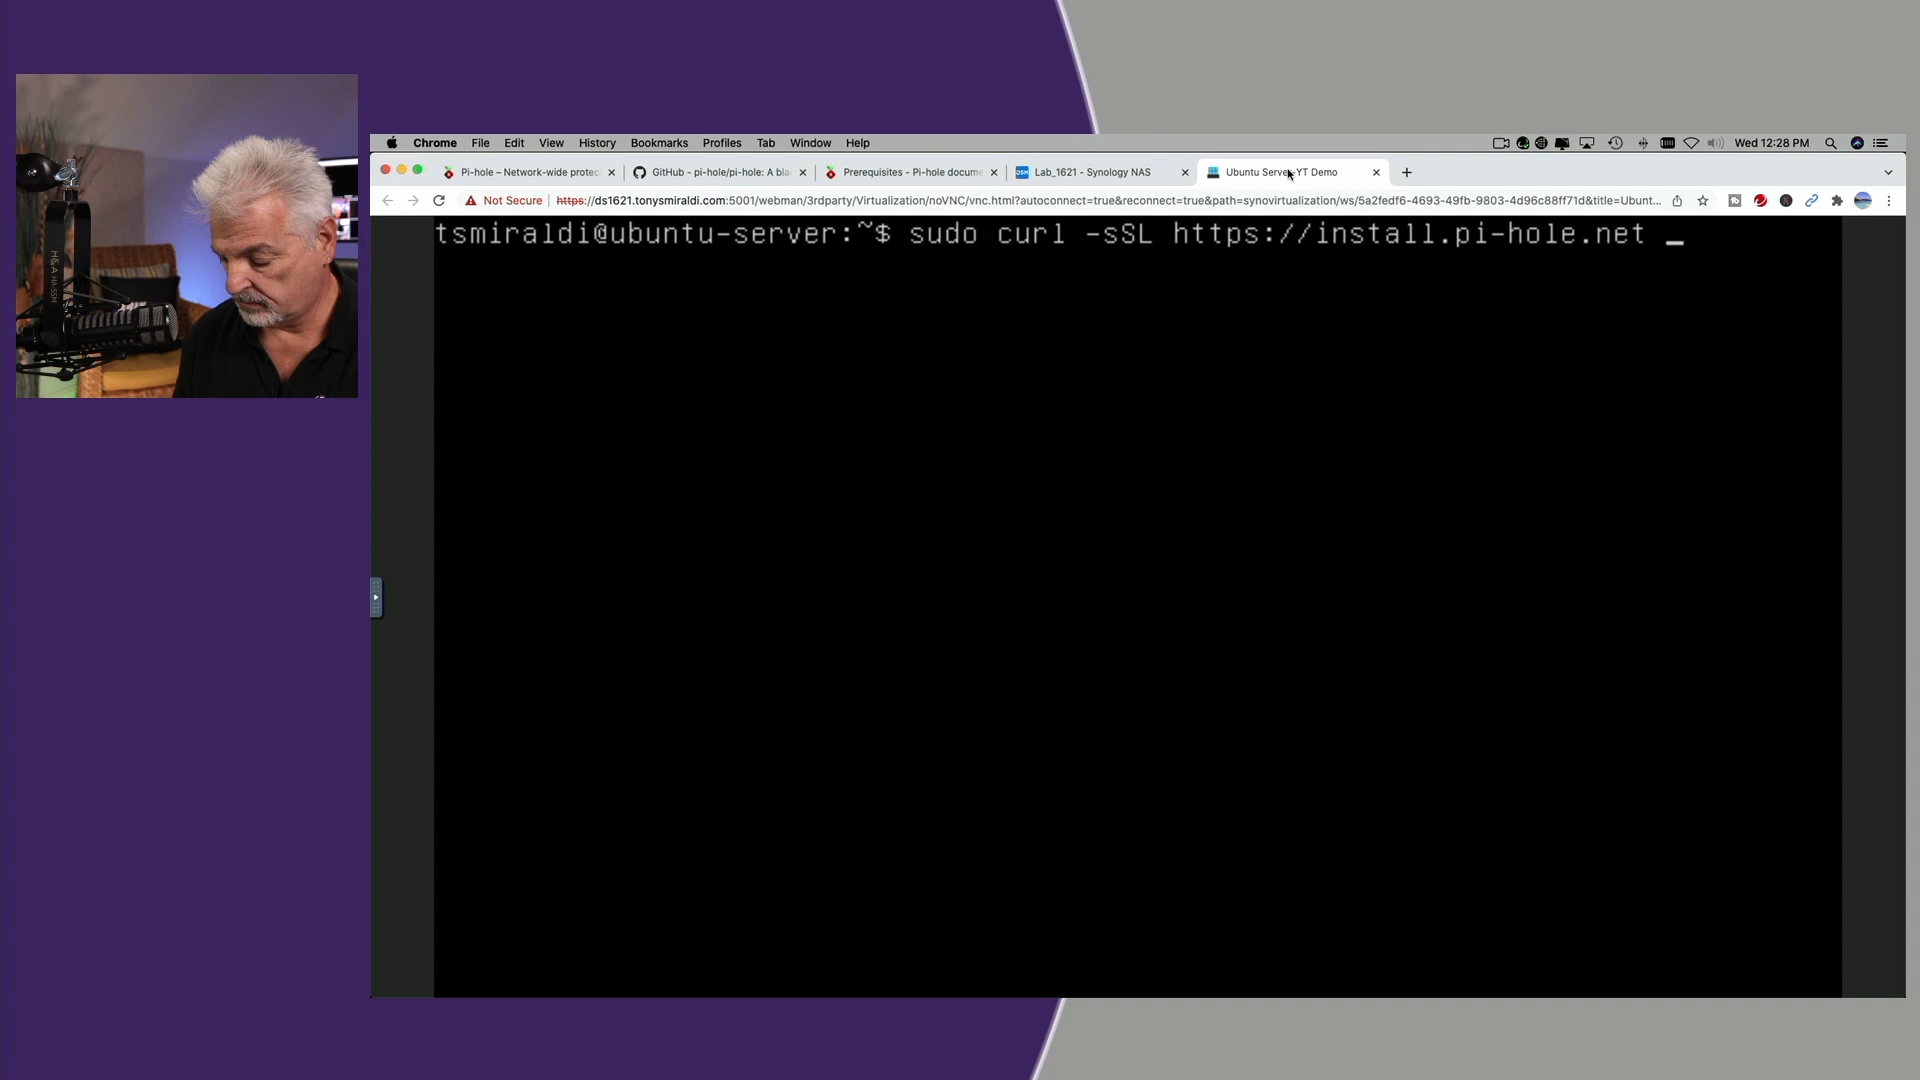 Chrome File Edit View History Bookmarks Profiles Tab Window Help Wed 12:28 PM
Pi-hole – Network-wide protec GitHub - pi-hole/pi-hole: A bla Prerequisites - Pi-hole docume DSM Lab_1621 - Synology NAS Ubuntu Server-YT Demo
Not Secure https://ds1621.tonysmiraldi.com:5001/webman/3rdparty/Virtualization/noVNC/vnc.html?autoconnect=true&reconnect=true&path=synovirtualization/ws/5a2fedf6-4693-49fb-9803-4d96c88ff71d&title=Ubunt...
tsmiraldi@ubuntu-server:~$ sudo curl -sSL https://install.pi-hole.net _
H&A HA-SSM